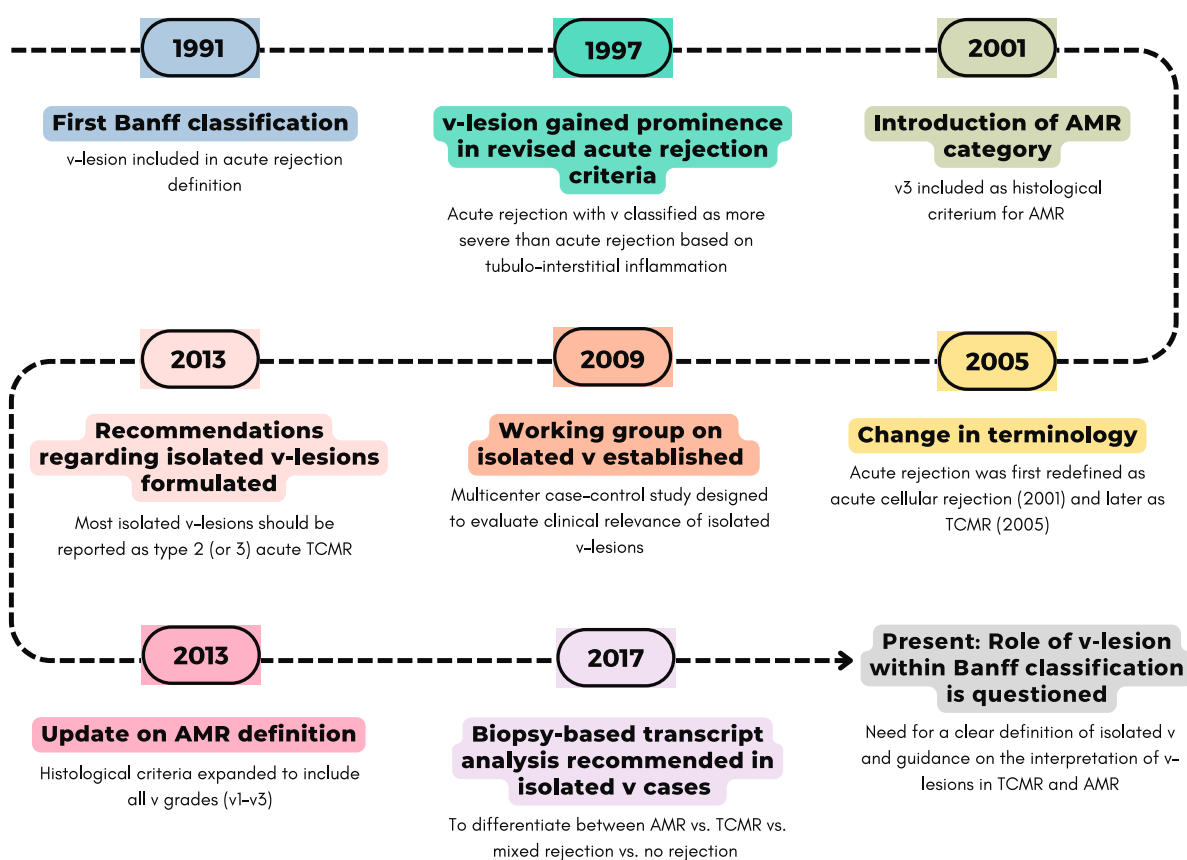 1991
First Banff classification
v-lesion included in acute rejection
definition
1997
v-lesion gained prominence
in revised acute rejection
criteria
Acute rejection with v classified as more
severe than acute rejection based on
tubulo-interstitial inflammation
2001
Introduction of AMR
category
v3 included as histological
criterium for AMR
2005
Change in terminology
Acute rejection was first redefined as
acute cellular rejection (2001) and later as
TCMR (2005)
2009
Working group on
isolated v established
Multicenter case-control study designed
to evaluate clinical relevance of isolated
v-lesions
2013
Recommendations
regarding isolated v-lesions
formulated
Most isolated v-lesions should be
reported as type 2 (or 3) acute TCMR
2013
Update on AMR definition
Histological criteria expanded to include
all v grades (v1-v3)
2017
Biopsy-based transcript
analysis recommended in
isolated v cases
To differentiate between AMR vs. TCMR vs.
mixed rejection vs. no rejection
Present: Role of v-lesion
within Banff classification
is questioned
Need for a clear definition of isolated v
and guidance on the interpretation of v-
lesions in TCMR and AMR